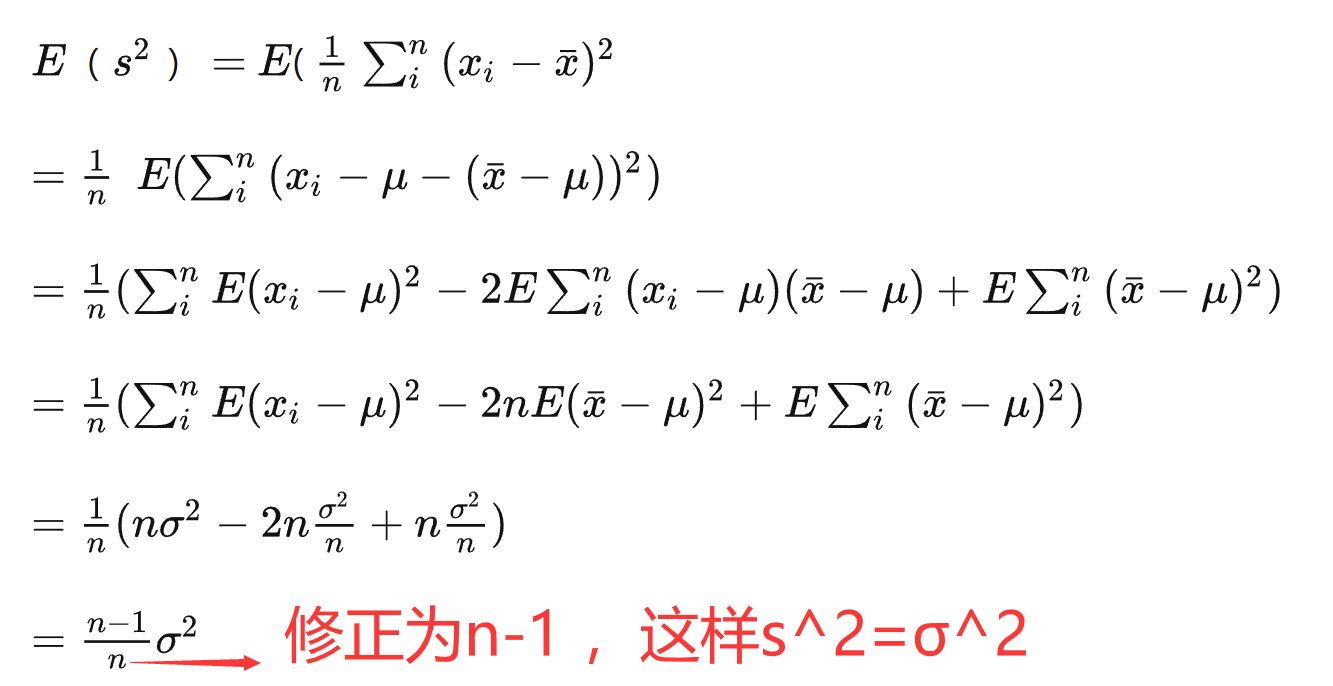 E（s²）=E( 1/n ∑ᵢⁿ (xᵢ − x̄)²
= 1/n E(∑ᵢⁿ (xᵢ − μ − (x̄ − μ))²)
= 1/n (∑ᵢⁿ E(xᵢ − μ)² − 2E∑ᵢⁿ (xᵢ − μ)(x̄ − μ) + E∑ᵢⁿ (x̄ − μ)²)
= 1/n (∑ᵢⁿ E(xᵢ − μ)² − 2nE(x̄ − μ)² + E∑ᵢⁿ (x̄ − μ)²)
= 1/n (nσ² − 2n σ²/n + n σ²/n)
= n−1/n σ² 修正为n-1，这样s^2=σ^2